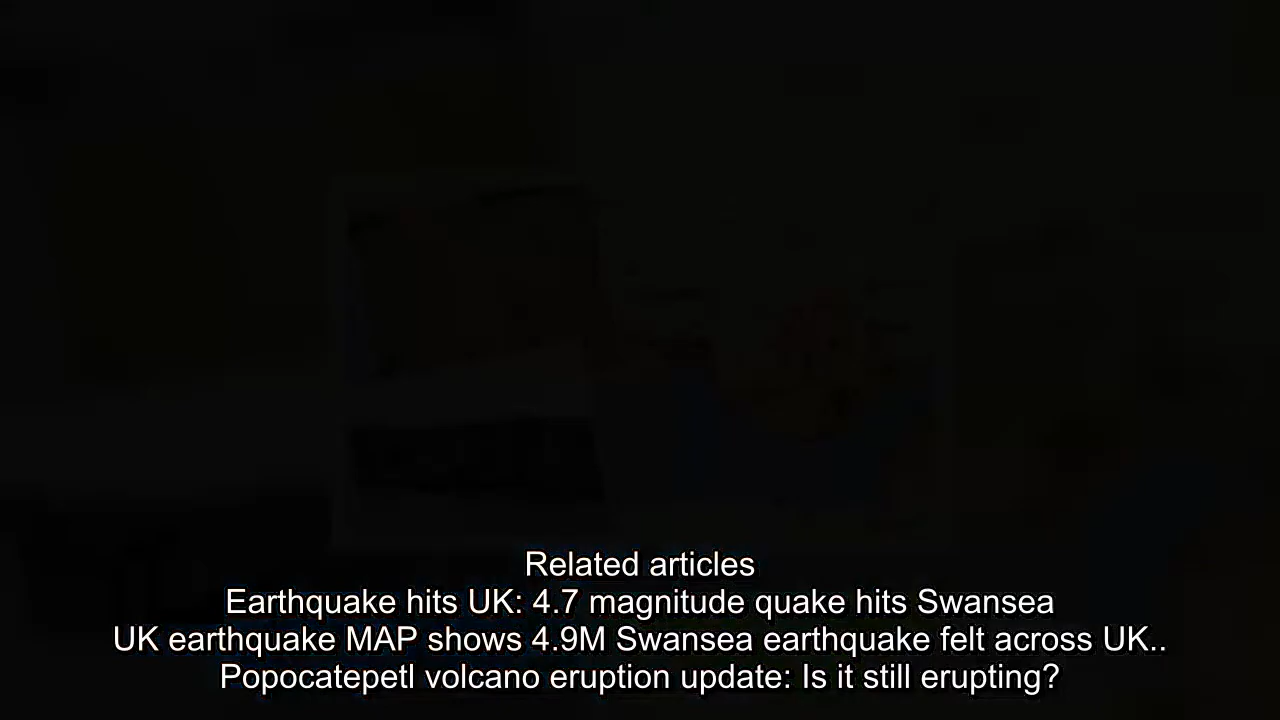 Related articles
Earthquake hits UK: 4.7 magnitude quake hits Swansea
UK earthquake MAP shows 4.9M Swansea earthquake felt across UK..
Popocatepetl volcano eruption update: Is it still erupting?